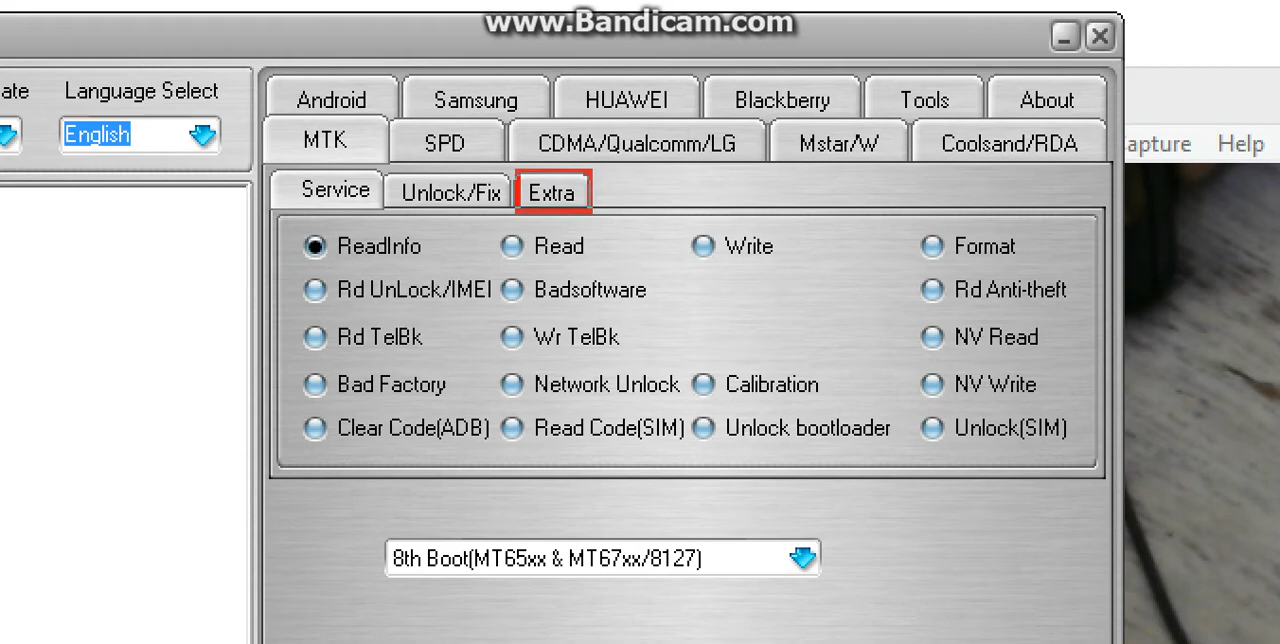 www.Bandicam.com
ate Language Select
English
Android Samsung HUAWEI Blackberry Tools About
MTK SPD CDMA/Qualcomm/LG Mstar/W Coolsand/RDA
apture Help
Service Unlock/Fix Extra
ReadInfo Read Write Format
Rd UnLock/IMEI Badsoftware Rd Anti-theft
Rd TelBk Wr TelBk NV Read
Bad Factory Network Unlock Calibration NV Write
Clear Code(ADB) Read Code(SIM) Unlock bootloader Unlock(SIM)
8th Boot(MT65xx & MT67xx/8127)